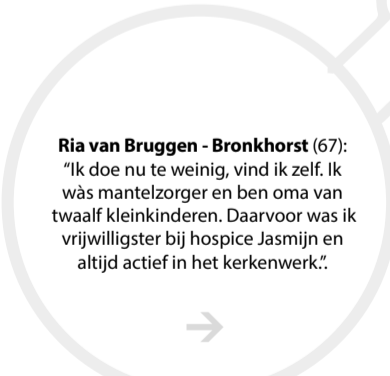 Ria van Bruggen - Bronkhorst (67):
“Ik doe nu te weinig, vind ik zelf. Ik
wàs mantelzorger en ben oma van
twaalf kleinkinderen. Daarvoor was ik
vrijwilligster bij hospice Jasmijn en
altijd actief in het kerkenwerk.”.